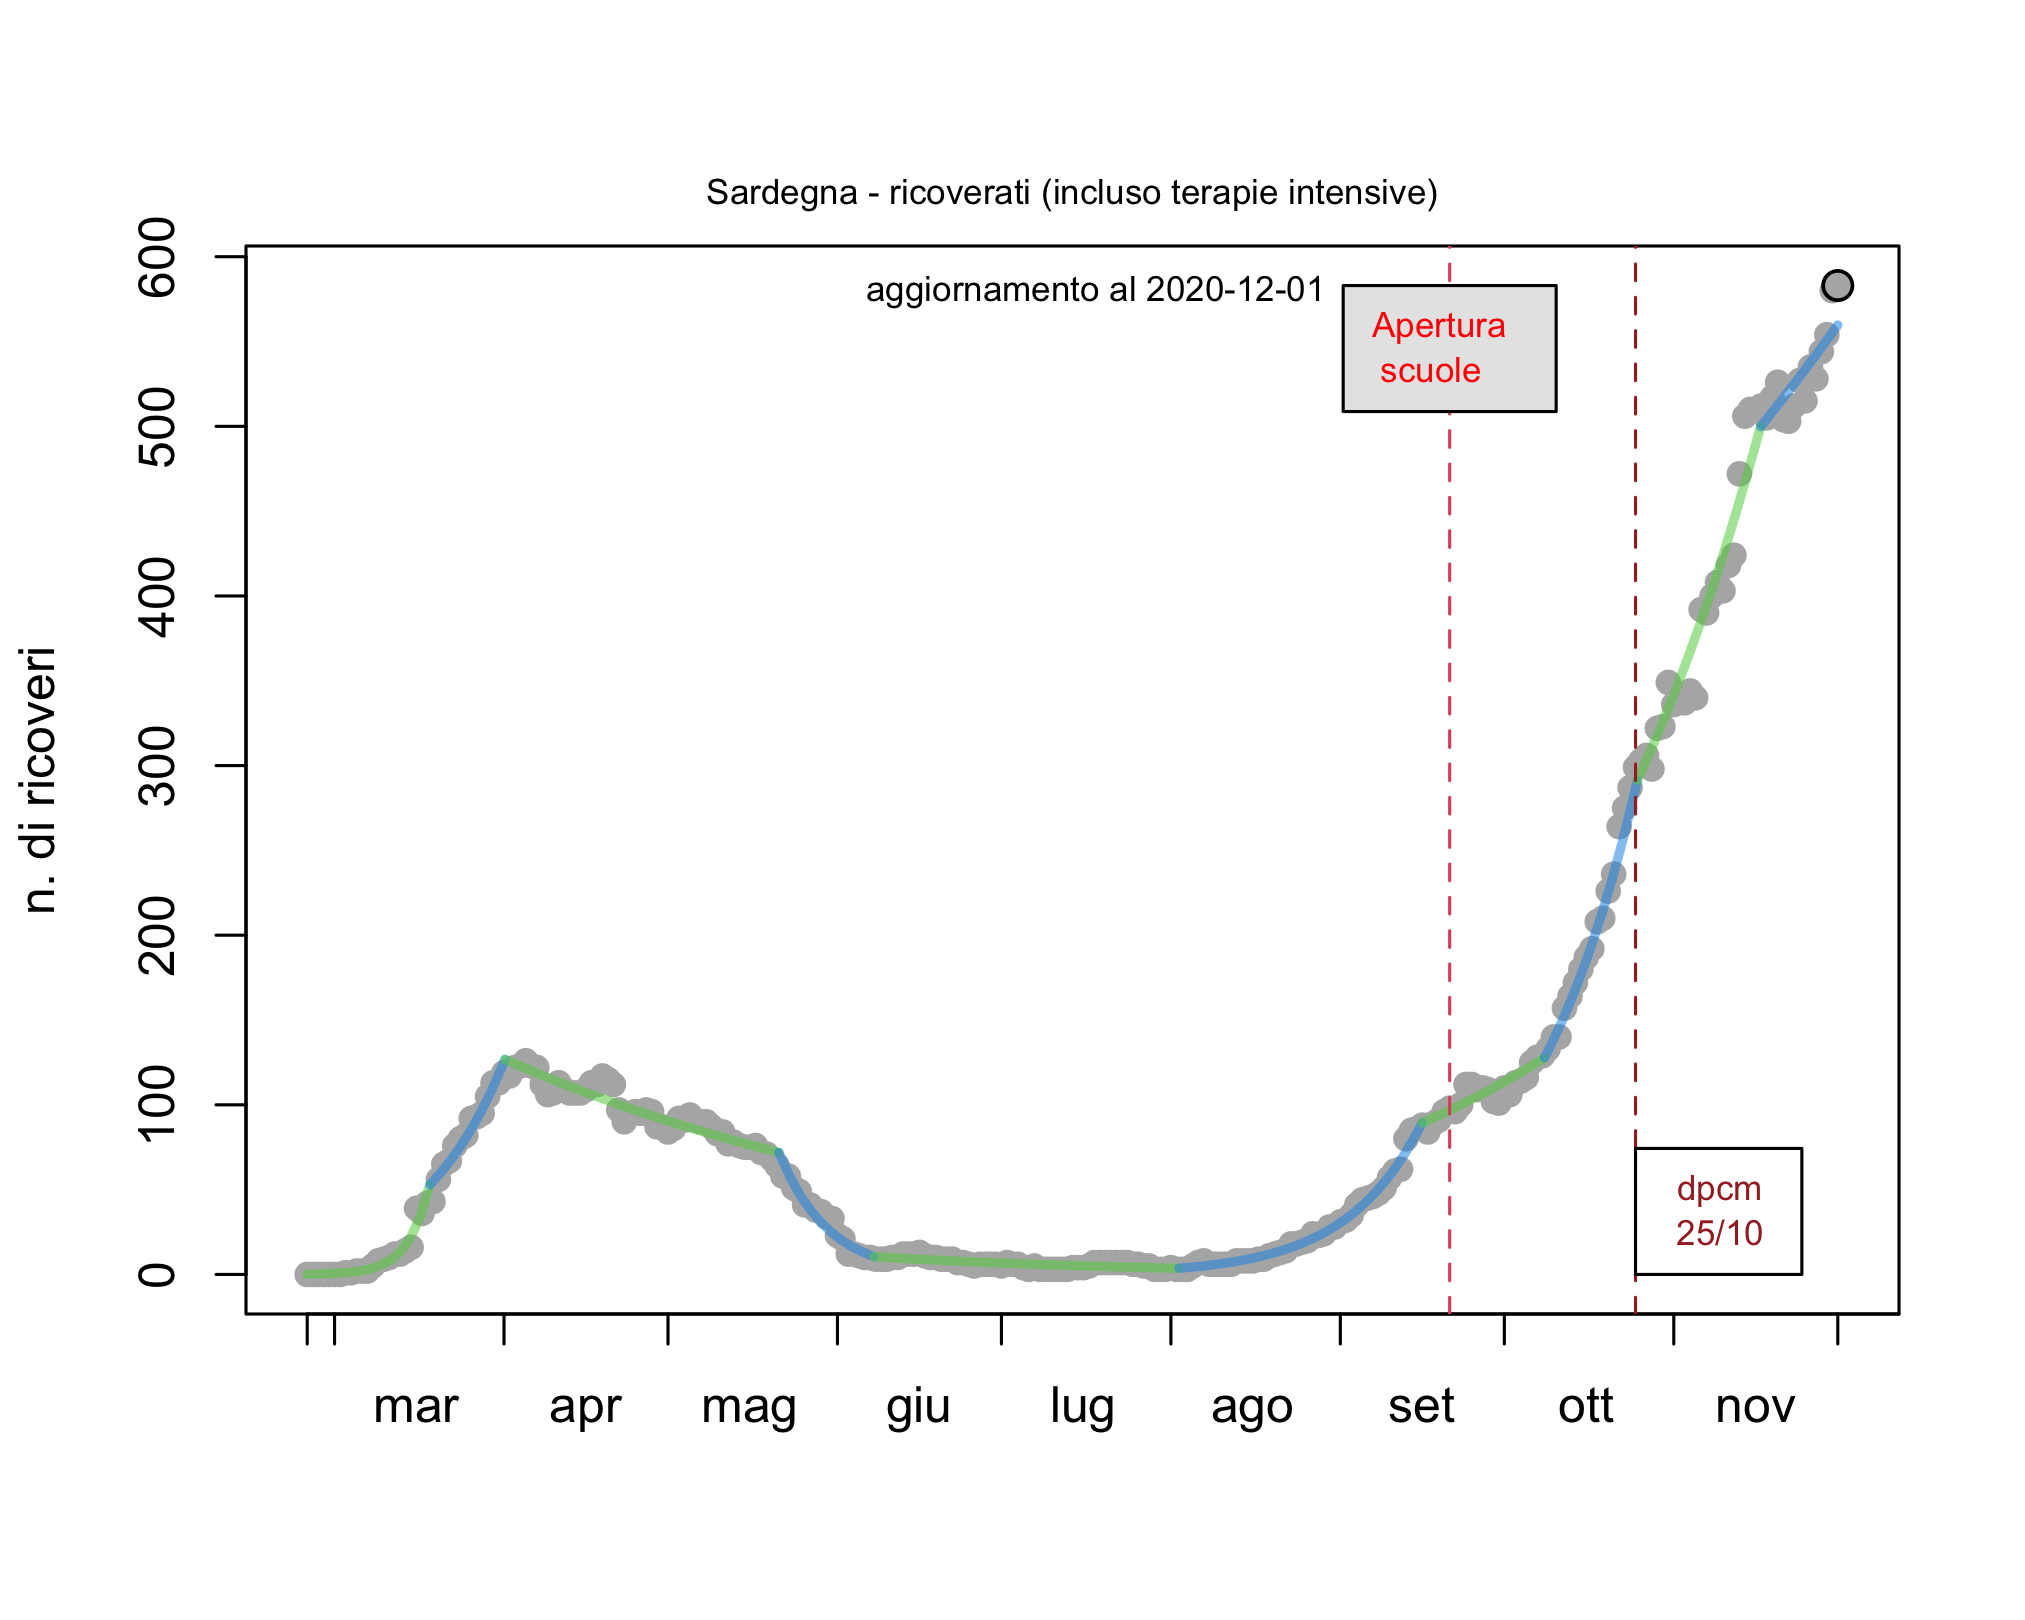 Sardegna - ricoverati (incluso terapie intensive)
aggiornamento al 2020-12-01
Apertura
scuole
dpcm
25/10
n. di ricoveri
600
500
400
300
200
100
0
mar apr mag giu lug ago set ott nov